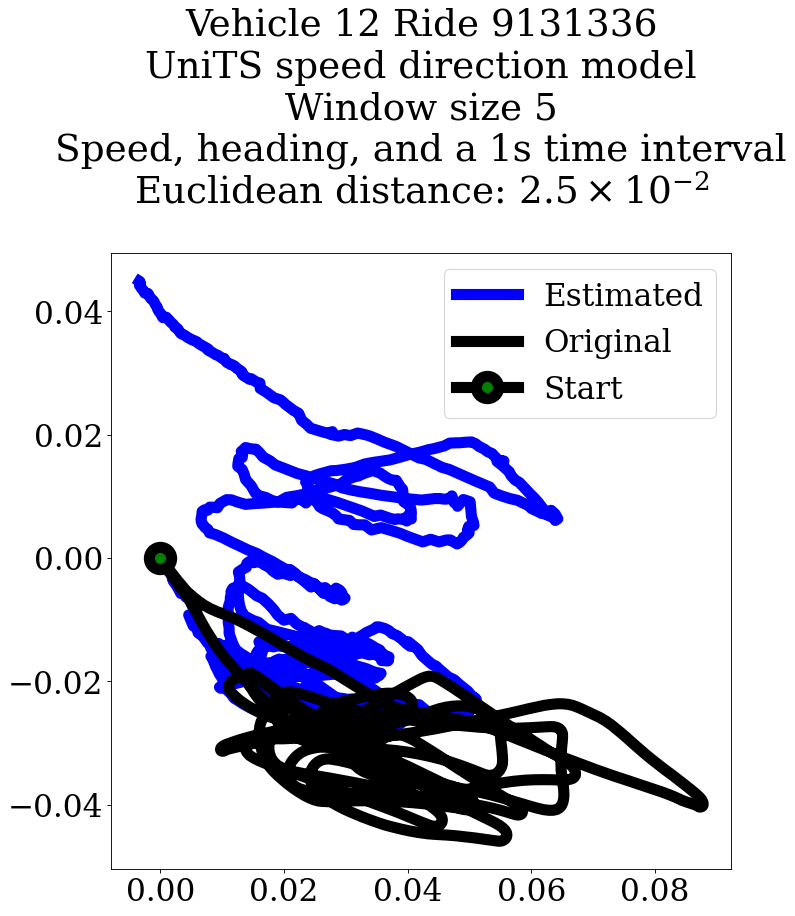 Vehicle 12 Ride 9131336
UniTS speed direction model
Window size 5
Speed, heading, and a 1s time interval
Euclidean distance: 2.5 × 10⁻²
Estimated
Original
Start
0.04
0.02
0.00
−0.02
−0.04
0.00 0.02 0.04 0.06 0.08